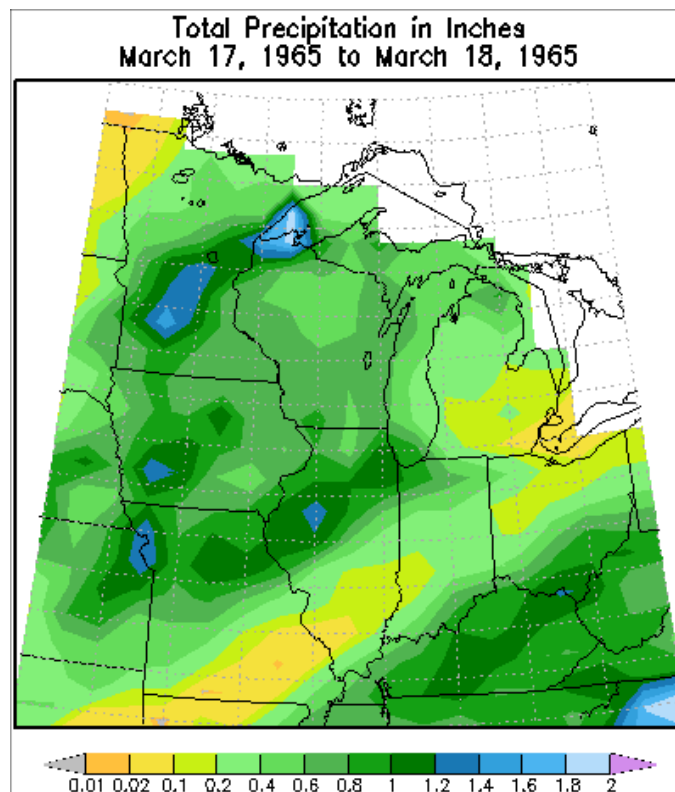 Total Precipitation in Inches
March 17, 1965 to March 18, 1965
0.01 0.02 0.1 0.2 0.4 0.6 0.8 1 1.2 1.4 1.6 1.8 2